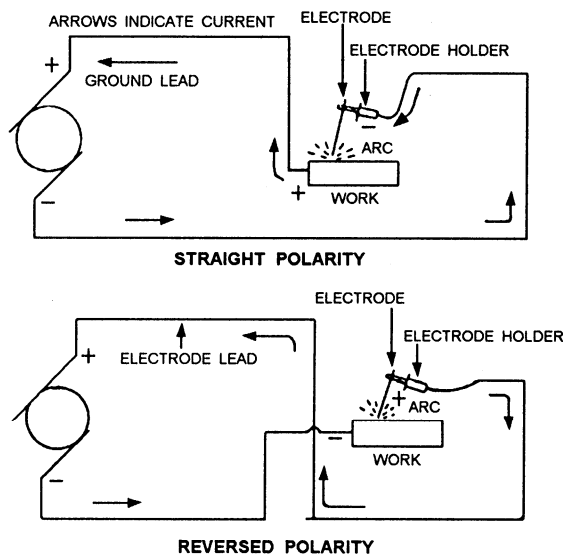 ARROWS INDICATE CURRENT
ELECTRODE
ELECTRODE HOLDER
+
GROUND LEAD
−
ARC
+
WORK
−
STRAIGHT POLARITY
ELECTRODE
ELECTRODE HOLDER
+
ELECTRODE LEAD
+
ARC
−
WORK
−
REVERSED POLARITY